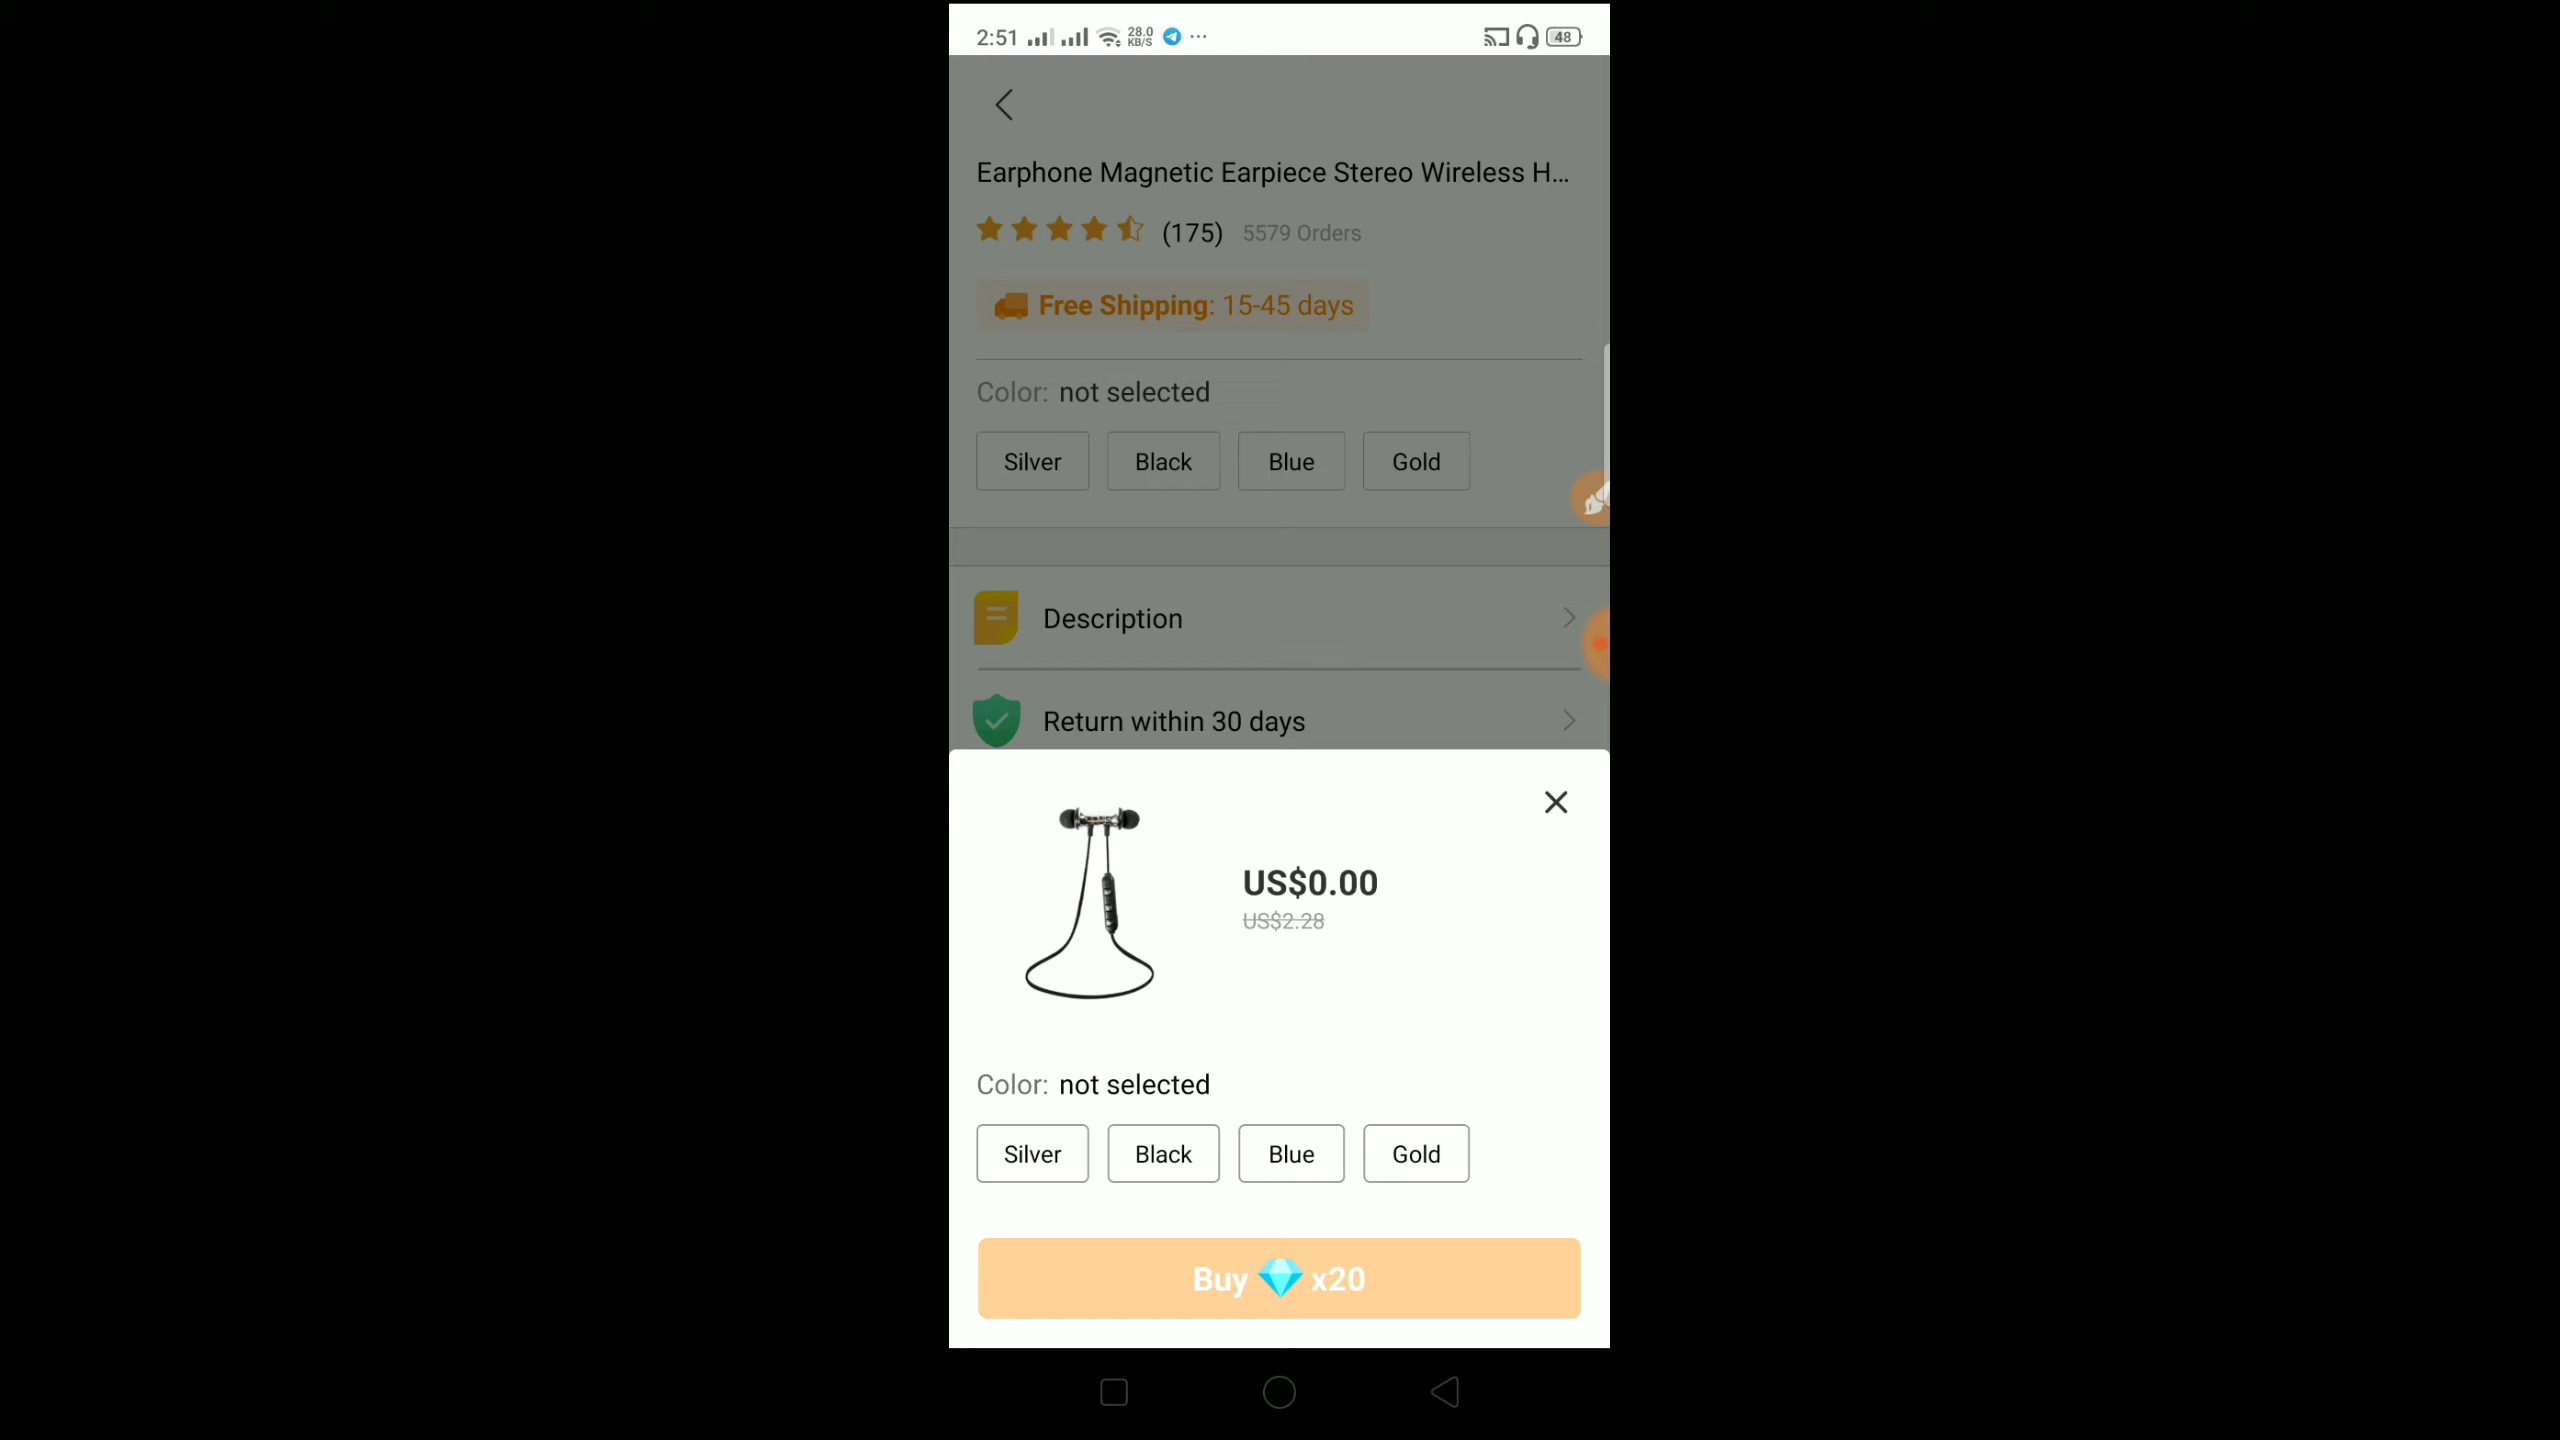 2:51 28.0 KB/S ... 48
Earphone Magnetic Earpiece Stereo Wireless H...
(175) 5579 Orders
Free Shipping: 15-45 days
Color: not selected
Silver Black Blue Gold
Description
Return within 30 days
US$0.00
US$2.28
Color: not selected
Silver Black Blue Gold
Buy x20